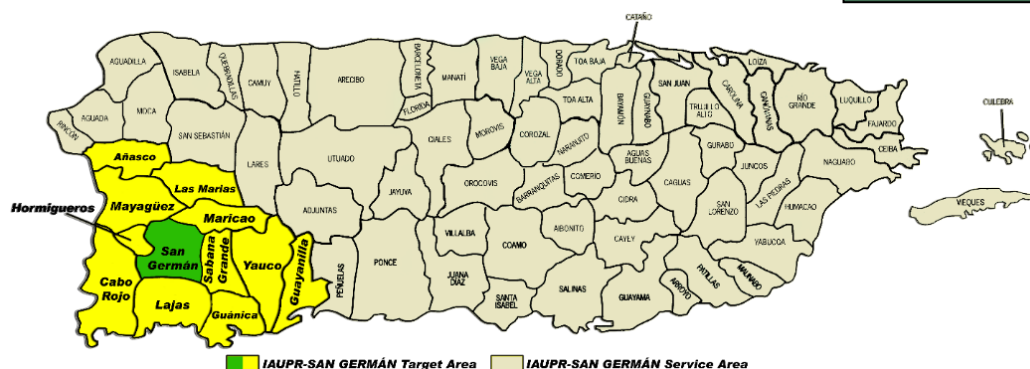 CATAÑO
AGUADILLA
ISABELA
QUEBRADILLAS
CAMUY
HATILLO
ARECIBO
BARCELONETA
MANATÍ
VEGA
BAJA
VEGA
ALTA
DORADO
TOA BAJA
LOIZA
SAN JUAN
CAROLINA
CANÓVANAS
RÍO
GRANDE
LUQUILLO
CULEBRA
FLORIDA
TOA ALTA
BAYAMÓN
GUAYNABO
TRUJILLO
ALTO
FAJARDO
AGUADA
MOCA
RINCÓN
SAN SEBASTIÁN
CIALES
MOROVIS
COROZAL
NARANJITO
CEIBA
Añasco
LARES
UTUADO
AGUAS
BUENAS
GURABO
JUNCOS
NAGUABO
Las Marias
JAYUYA
OROCOVIS
BARRANQUITAS
COMERIO
CAGUAS
LAS PIEDRAS
Hormigueros
Mayagüez
Maricao
ADJUNTAS
CIDRA
SAN
LORENZO
HUMACAO
VIEQUES
San
Germán
Sabana
Grande
Yauco
Guayanilla
PEÑUELAS
PONCE
VILLALBA
COAMO
AIBONITO
CAYEY
YABUCOA
Cabo
Rojo
Lajas
Guánica
JUANA
DÍAZ
SANTA
ISABEL
SALINAS
GUAYAMA
ARROYO
PATILLAS
MAUNABO
IAUPR-SAN GERMÁN Target Area
IAUPR-SAN GERMÁN Service Area